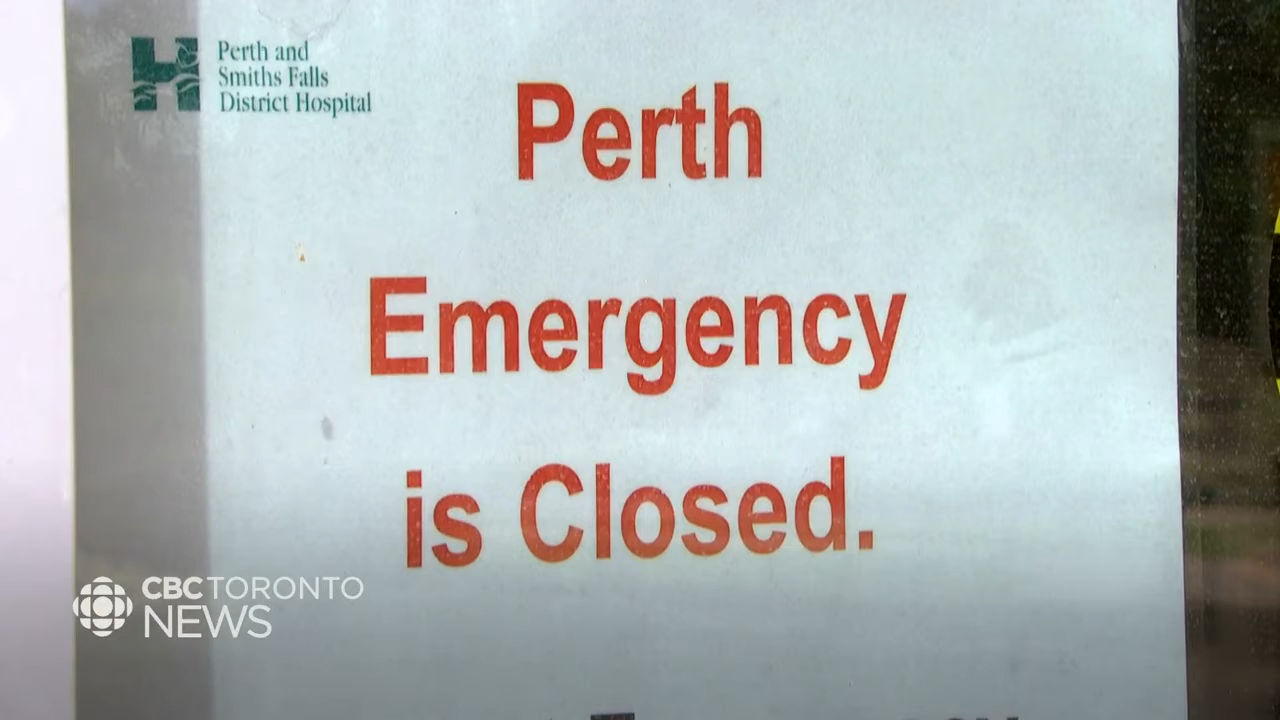 Perth and
Smiths Falls
District Hospital
Perth
Emergency
is Closed.
CBC TORONTO
NEWS